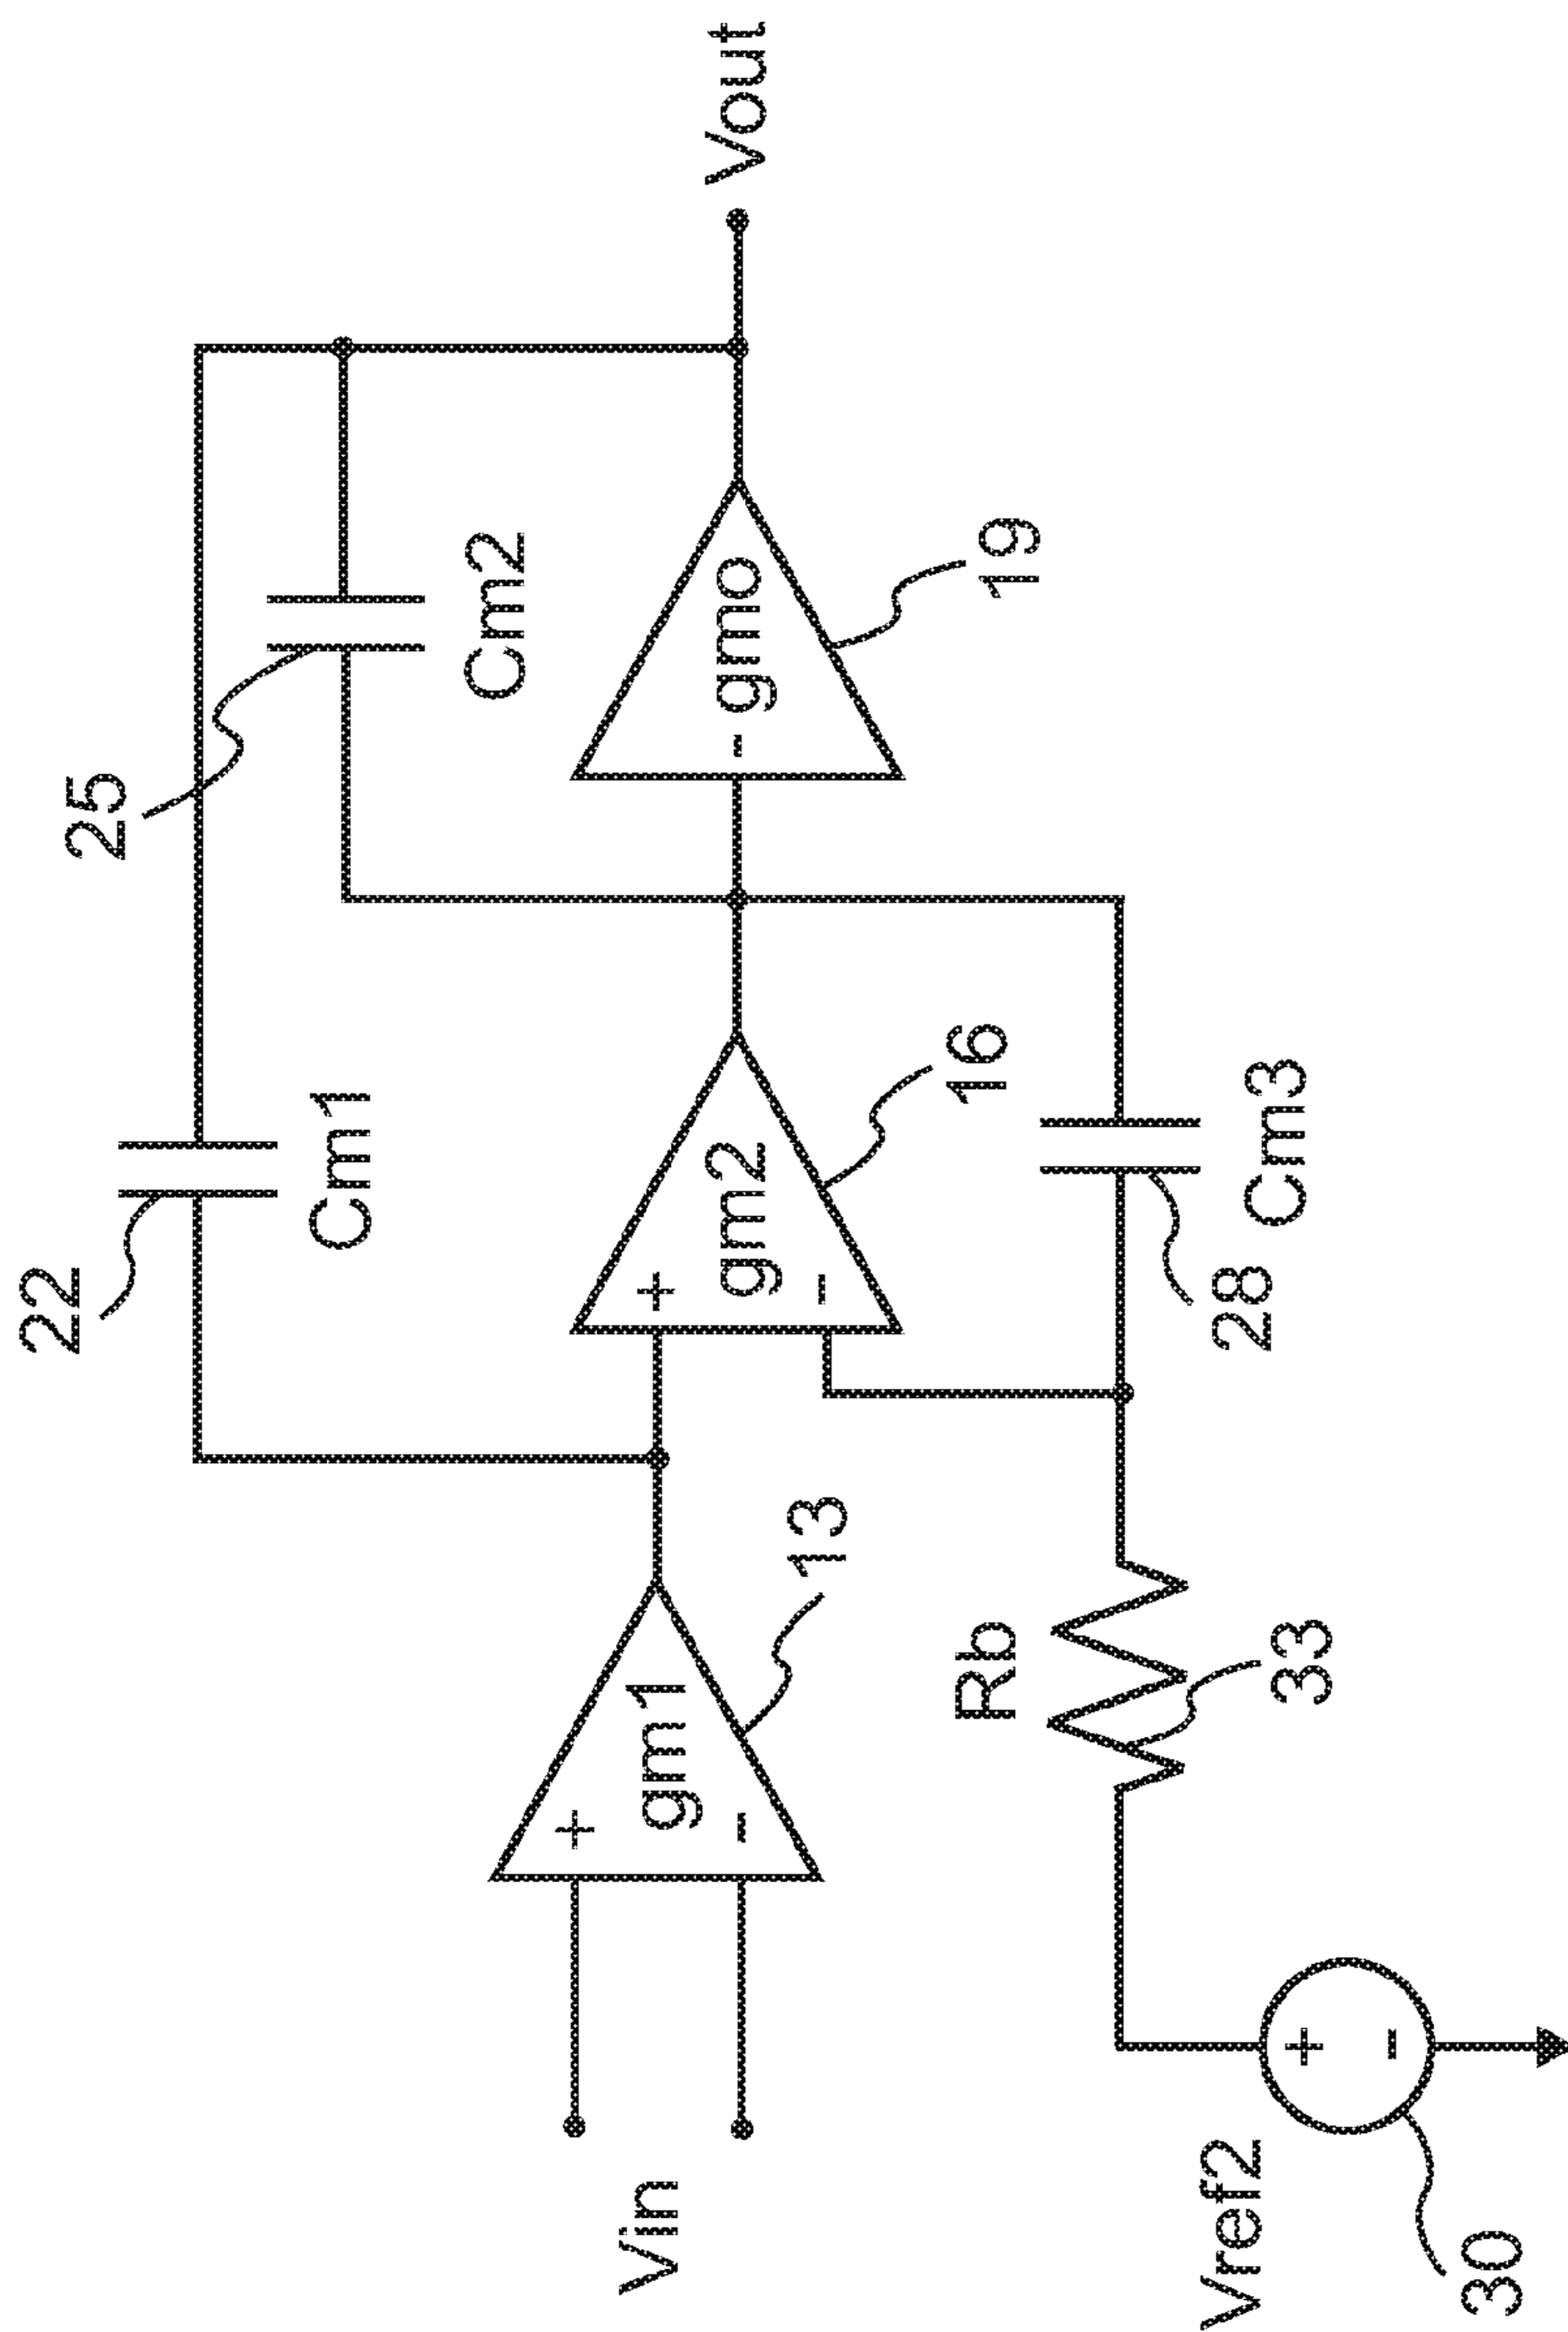 22
25
Cm1
Cm2
Vin
+
-
gm1
13
+
-
gm2
16
- gmo
19
Vout
Rb
33
28
Cm3
Vref2
+
-
30